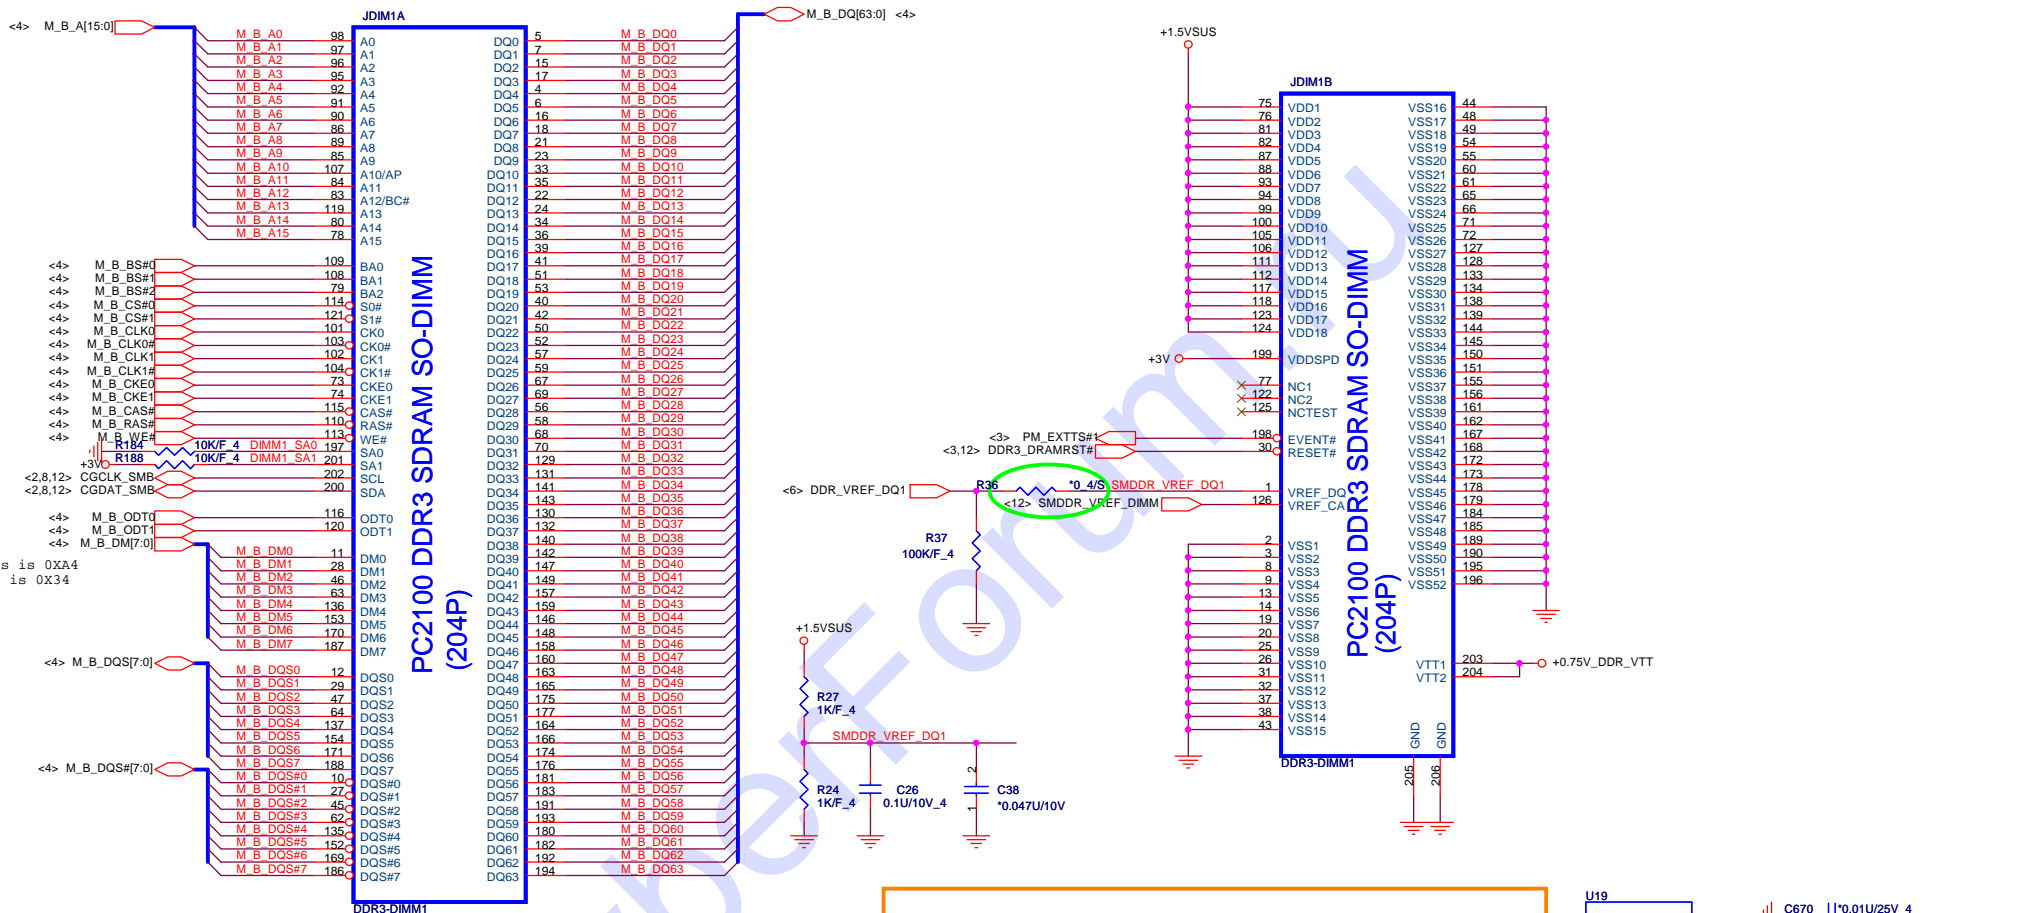 <4> M_B_A[15:0]
JDIM1A
M_B_DQ[63:0] <4>
M_B_A0 98 A0 DQ0 5 M_B_DQ0
M_B_A1 97 A1 DQ1 7 M_B_DQ1
M_B_A2 96 A2 DQ2 15 M_B_DQ2
M_B_A3 95 A3 DQ3 17 M_B_DQ3
M_B_A4 92 A4 DQ4 4 M_B_DQ4
M_B_A5 91 A5 DQ5 6 M_B_DQ5
M_B_A6 90 A6 DQ6 16 M_B_DQ6
M_B_A7 86 A7 DQ7 18 M_B_DQ7
M_B_A8 89 A8 DQ8 21 M_B_DQ8
M_B_A9 85 A9 DQ9 23 M_B_DQ9
M_B_A10 107 A10/AP DQ10 33 M_B_DQ10
M_B_A11 84 A11 DQ11 35 M_B_DQ11
M_B_A12 83 A12/BC# DQ12 22 M_B_DQ12
M_B_A13 119 A13 DQ13 24 M_B_DQ13
M_B_A14 80 A14 DQ14 34 M_B_DQ14
M_B_A15 78 A15 DQ15 36 M_B_DQ15
DQ16 39 M_B_DQ16
<4> M_B_BS#0 109 BA0 DQ17 41 M_B_DQ17
<4> M_B_BS#1 108 BA1 DQ18 51 M_B_DQ18
<4> M_B_BS#2 79 BA2 DQ19 53 M_B_DQ19
<4> M_B_CS#0 114 S0# DQ20 40 M_B_DQ20
<4> M_B_CS#1 121 S1# DQ21 42 M_B_DQ21
<4> M_B_CLK0 101 CK0 DQ22 50 M_B_DQ22
<4> M_B_CLK0# 103 CK0# DQ23 52 M_B_DQ23
<4> M_B_CLK1 102 CK1 DQ24 57 M_B_DQ24
<4> M_B_CLK1# 104 CK1# DQ25 59 M_B_DQ25
<4> M_B_CKE0 73 CKE0 DQ26 67 M_B_DQ26
<4> M_B_CKE1 74 CKE1 DQ27 69 M_B_DQ27
<4> M_B_CAS# 115 CAS# DQ28 56 M_B_DQ28
<4> M_B_RAS# 110 RAS# DQ29 58 M_B_DQ29
<4> M_B_WE# 113 WE# DQ30 68 M_B_DQ30
R184 10K/F_4 DIMM1_SA0 197 SA0 DQ31 70 M_B_DQ31
+3V R188 10K/F_4 DIMM1_SA1 201 SA1 DQ32 129 M_B_DQ32
<2,8,12> CGCLK_SMB 202 SCL DQ33 131 M_B_DQ33
<2,8,12> CGDAT_SMB 200 SDA DQ34 141 M_B_DQ34
DQ35 143 M_B_DQ35
<4> M_B_ODT0 116 ODT0 DQ36 130 M_B_DQ36
<4> M_B_ODT1 120 ODT1 DQ37 132 M_B_DQ37
<4> M_B_DM[7:0] DQ38 140 M_B_DQ38
M_B_DM0 11 DM0 DQ39 142 M_B_DQ39
s is 0XA4
M_B_DM1 28 DM1 DQ40 147 M_B_DQ40
is 0X34
M_B_DM2 46 DM2 DQ41 149 M_B_DQ41
M_B_DM3 63 DM3 DQ42 157 M_B_DQ42
M_B_DM4 136 DM4 DQ43 159 M_B_DQ43
M_B_DM5 153 DM5 DQ44 146 M_B_DQ44
M_B_DM6 170 DM6 DQ45 148 M_B_DQ45
M_B_DM7 187 DM7 DQ46 158 M_B_DQ46
<4> M_B_DQS[7:0] DQ47 160 M_B_DQ47
M_B_DQS0 12 DQS0 DQ48 163 M_B_DQ48
M_B_DQS1 29 DQS1 DQ49 165 M_B_DQ49
M_B_DQS2 47 DQS2 DQ50 175 M_B_DQ50
M_B_DQS3 64 DQS3 DQ51 177 M_B_DQ51
M_B_DQS4 137 DQS4 DQ52 164 M_B_DQ52
M_B_DQS5 154 DQS5 DQ53 166 M_B_DQ53
M_B_DQS6 171 DQS6 DQ54 174 M_B_DQ54
M_B_DQS7 188 DQS7 DQ55 176 M_B_DQ55
<4> M_B_DQS#[7:0]
M_B_DQS#0 10 DQS#0 DQ56 181 M_B_DQ56
M_B_DQS#1 27 DQS#1 DQ57 183 M_B_DQ57
M_B_DQS#2 45 DQS#2 DQ58 191 M_B_DQ58
M_B_DQS#3 62 DQS#3 DQ59 193 M_B_DQ59
M_B_DQS#4 135 DQS#4 DQ60 180 M_B_DQ60
M_B_DQS#5 152 DQS#5 DQ61 182 M_B_DQ61
M_B_DQS#6 169 DQS#6 DQ62 192 M_B_DQ62
M_B_DQS#7 186 DQS#7 DQ63 194 M_B_DQ63
PC2100 DDR3 SDRAM SO-DIMM
(204P)
DDR3-DIMM1
+1.5VSUS
JDIM1B
75 VDD1 VSS16 44
76 VDD2 VSS17 48
81 VDD3 VSS18 49
82 VDD4 VSS19 54
87 VDD5 VSS20 55
88 VDD6 VSS21 60
93 VDD7 VSS22 61
94 VDD8 VSS23 65
99 VDD9 VSS24 66
100 VDD10 VSS25 71
105 VDD11 VSS26 72
106 VDD12 VSS27 127
111 VDD13 VSS28 128
112 VDD14 VSS29 133
117 VDD15 VSS30 134
118 VDD16 VSS31 138
123 VDD17 VSS32 139
124 VDD18 VSS33 144
VSS34 145
+3V 199 VDDSPD VSS35 150
VSS36 151
77 NC1 VSS37 155
122 NC2 VSS38 156
125 NCTEST VSS39 161
VSS40 162
<3> PM_EXTTS#1 198 EVENT# VSS41 167
<3,12> DDR3_DRAMRST# 30 RESET# VSS42 168
VSS43 172
VSS44 173
<6> DDR_VREF_DQ1 R36 *0_4/S SMDDR_VREF_DQ1 1 VREF_DQ VSS45 178
<12> SMDDR_VREF_DIMM 126 VREF_CA VSS46 179
VSS47 184
VSS48 185
R37
100K/F_4
2 VSS1 VSS49 189
3 VSS2 VSS50 190
8 VSS3 VSS51 195
9 VSS4 VSS52 196
13 VSS5
14 VSS6
19 VSS7
20 VSS8
25 VSS9
26 VSS10 VTT1 203 +0.75V_DDR_VTT
31 VSS11 VTT2 204
32 VSS12
37 VSS13
38 VSS14
43 VSS15
GND GND
205 206
PC2100 DDR3 SDRAM SO-DIMM
(204P)
DDR3-DIMM1
+1.5VSUS
R27
1K/F_4
SMDDR_VREF_DQ1
R24
1K/F_4
C26
0.1U/10V_4
2
C38
*0.047U/10V
1
U19
C670 *0.01U/25V_4
berForum.ru